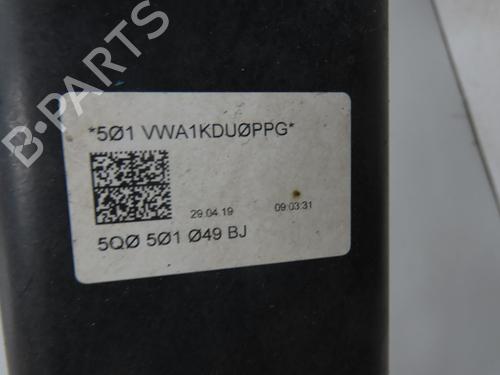 B-PARTS
*5Ø1 VWA1KDUØPPG*
29.04.19 09:03:31
5QØ 5Ø1 Ø49 BJ